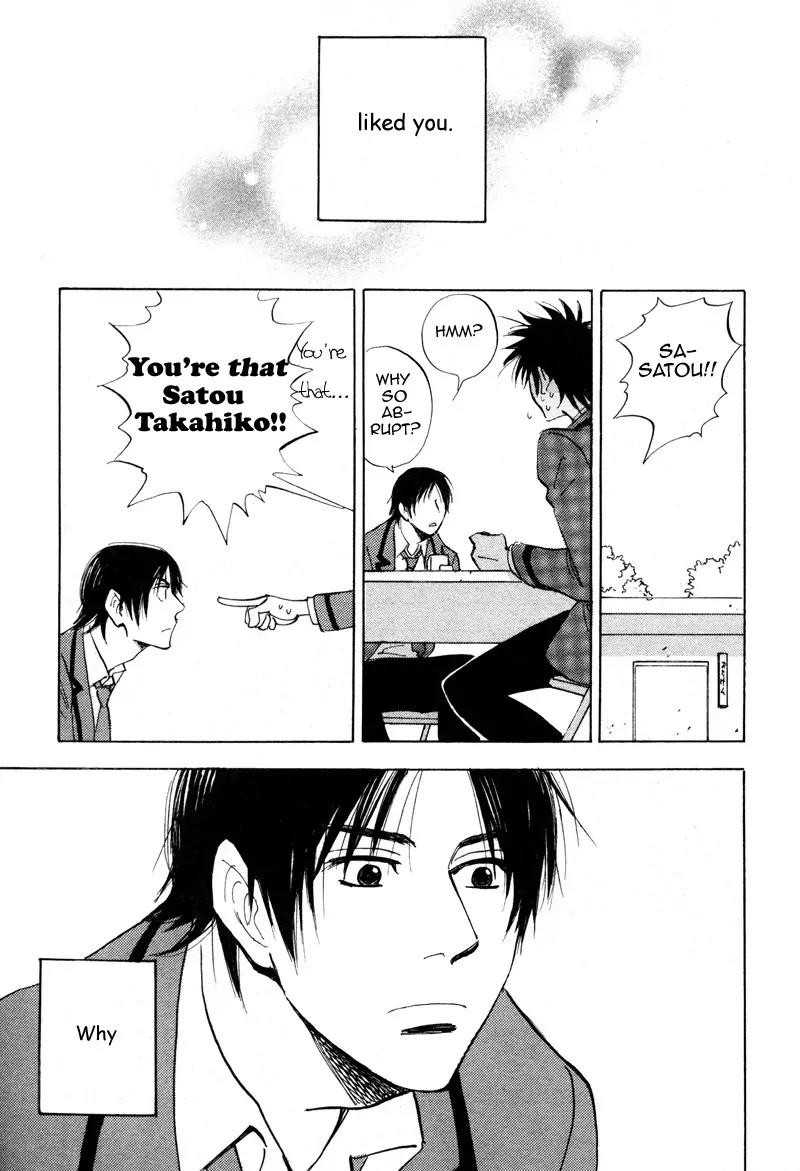 liked you.
SA-
SATOU!!
HMM?
WHY
SO
AB-
RUPT?
You're
that...
You're that
Satou
Takahiko!!
Why